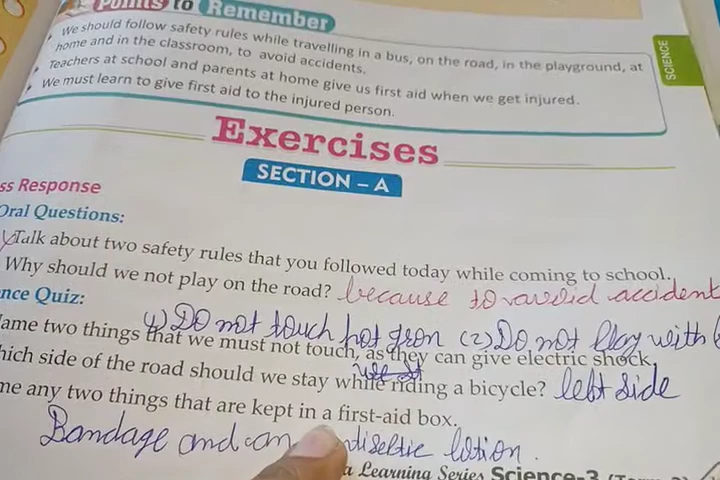 Points to Remember
We should follow safety rules while travelling in a bus, on the road, in the playground, at
home and in the classroom, to avoid accidents.
Teachers at school and parents at home give us first aid when we get injured.
We must learn to give first aid to the injured person.
SCIENCE
Exercises
SECTION – A
ss Response
Oral Questions:
Talk about two safety rules that you followed today while coming to school.
Why should we not play on the road? because to avoid accident
nce Quiz:
(1) Do not touch hot Iron (2) Do not play with
Name two things that we must not touch, as they can give electric shock.
hich side of the road should we stay while riding a bicycle? left side
me any two things that are kept in a first-aid box.
Bandage and an antiseltic lotion.
a Learning Series Science-3